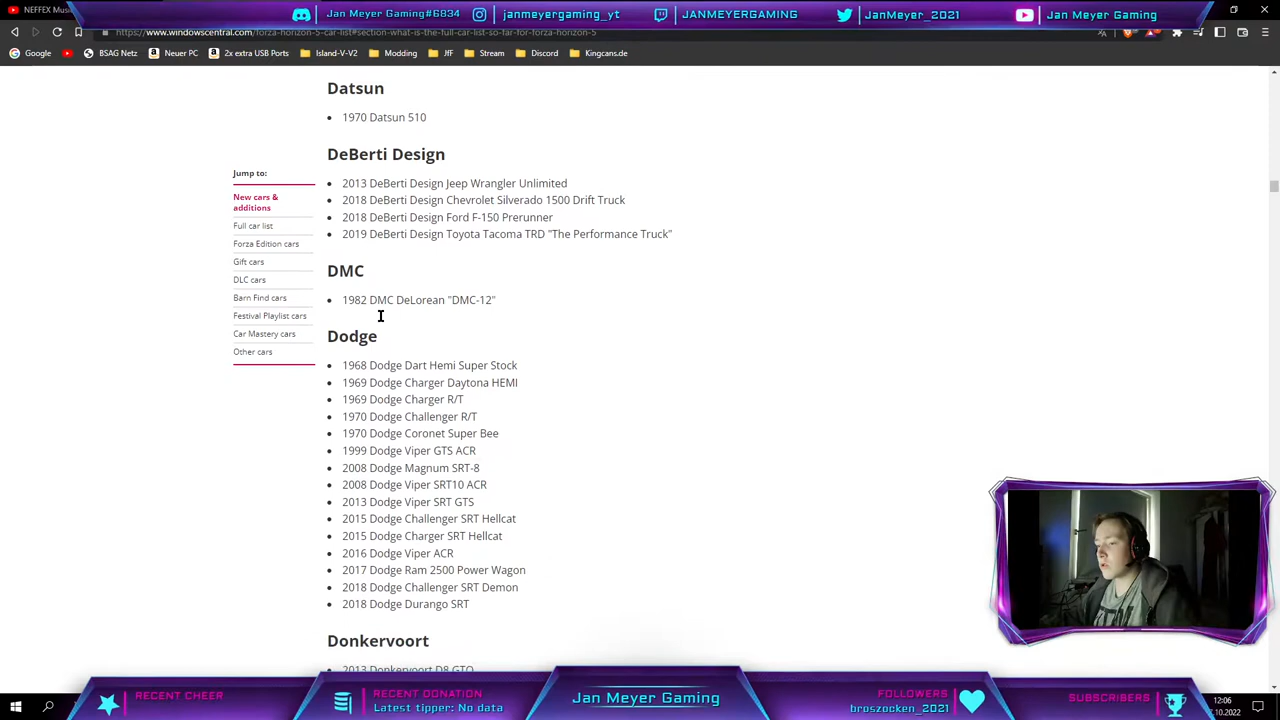 NEFFEX Mus
Jan Meyer Gaming#6834
janmeyergaming_yt
JANMEYERGAMING
JanMeyer_2021
Jan Meyer Gaming
https://www.windowscentral.com/forza-horizon-5-car-list#section-what-is-the-full-car-list-so-far-for-forza-horizon-5
Google
BSAG Netz
2x extra USB Ports
Island-V-V2
Modding
JfF
Stream
Discord
Kingcans.de
Datsun
1970 Datsun 510
DeBerti Design
2013 DeBerti Design Jeep Wrangler Unlimited
2018 DeBerti Design Chevrolet Silverado 1500 Drift Truck
2018 DeBerti Design Ford F-150 Prerunner
2019 DeBerti Design Toyota Tacoma TRD "The Performance Truck"
DMC
1982 DMC DeLorean "DMC-12"
Dodge
1968 Dodge Dart Hemi Super Stock
1969 Dodge Charger Daytona HEMI
1969 Dodge Charger R/T
1970 Dodge Challenger R/T
1970 Dodge Coronet Super Bee
1999 Dodge Viper GTS ACR
2008 Dodge Magnum SRT-8
2008 Dodge Viper SRT10 ACR
2013 Dodge Viper SRT GTS
2015 Dodge Challenger SRT Hellcat
2015 Dodge Charger SRT Hellcat
2016 Dodge Viper ACR
2017 Dodge Ram 2500 Power Wagon
2018 Dodge Challenger SRT Demon
2018 Dodge Durango SRT
Donkervoort
2013 Donkervoort D8 GTO
Jump to:
New cars &
additions
Full car list
Forza Edition cars
Gift cars
DLC cars
Barn Find cars
Festival Playlist cars
Car Mastery cars
Other cars
RECENT CHEER
RECENT DONATION
Latest tipper: No data
Jan Meyer Gaming
FOLLOWERS
broszocken_2021
SUBSCRIBERS
12:06
.10.2022